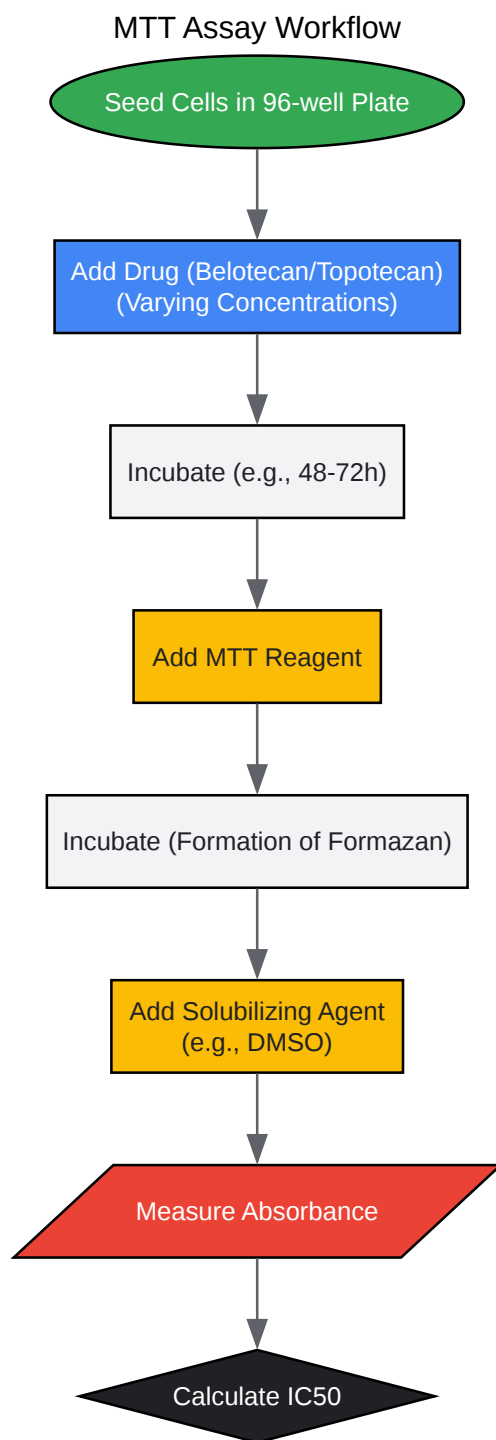 MTT Assay Workflow
Seed Cells in 96-well Plate
Add Drug (Belotecan/Topotecan)
(Varying Concentrations)
Incubate (e.g., 48-72h)
Add MTT Reagent
Incubate (Formation of Formazan)
Add Solubilizing Agent
(e.g., DMSO)
Measure Absorbance
Calculate IC50